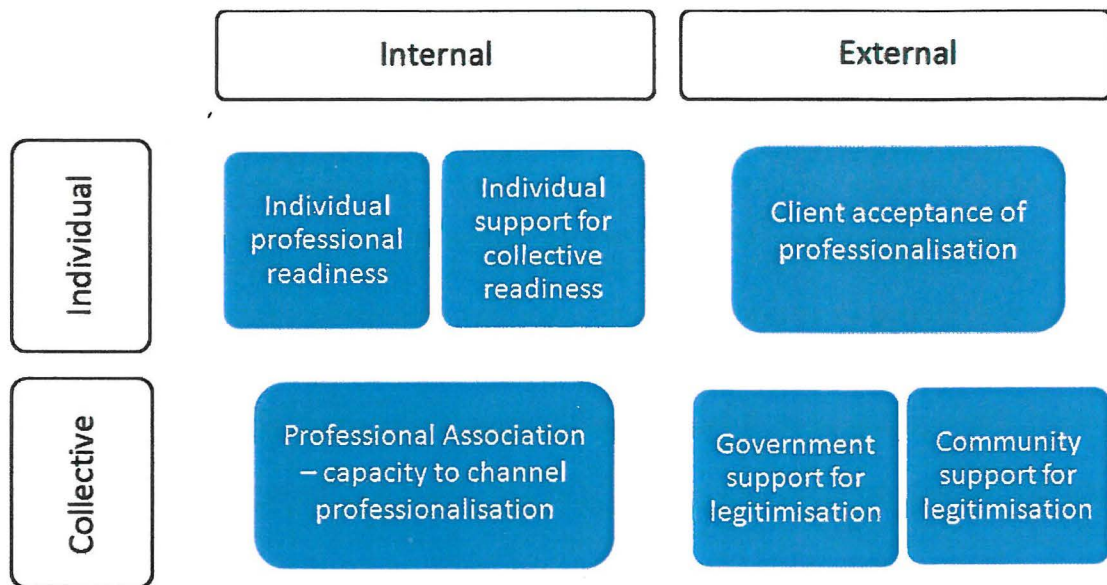 Internal
External
Individual
Individual
professional
readiness
Individual
support for
collective
readiness
Client acceptance of
professionalisation
Collective
Professional Association
– capacity to channel
professionalisation
Government
support for
legitimisation
Community
support for
legitimisation